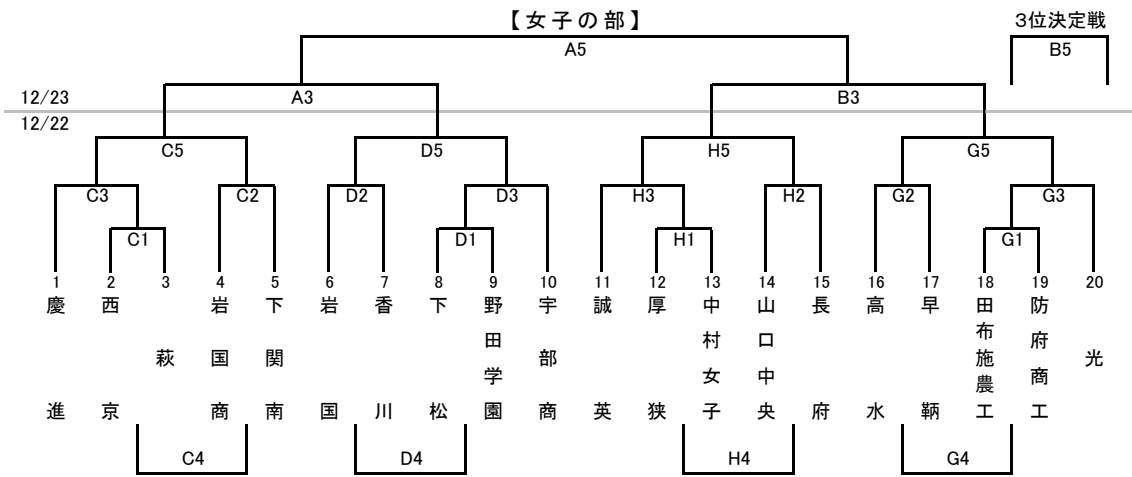 【女子の部】
3位決定戦
A5
B5
12/23
A3
B3
12/22
C5
D5
H5
G5
C3
C2
D2
D3
H3
H2
G2
G3
C1
D1
H1
G1
1 2 3 4 5 6 7 8 9 10 11 12 13 14 15 16 17 18 19 20
慶進
西京
萩
岩国商
下関南
岩国
香川
下松
野田学園
宇部商
誠英
厚狭
中村女子
山口中央
長府
高水
早鞆
田布施農工
防府商工
光
C4
D4
H4
G4